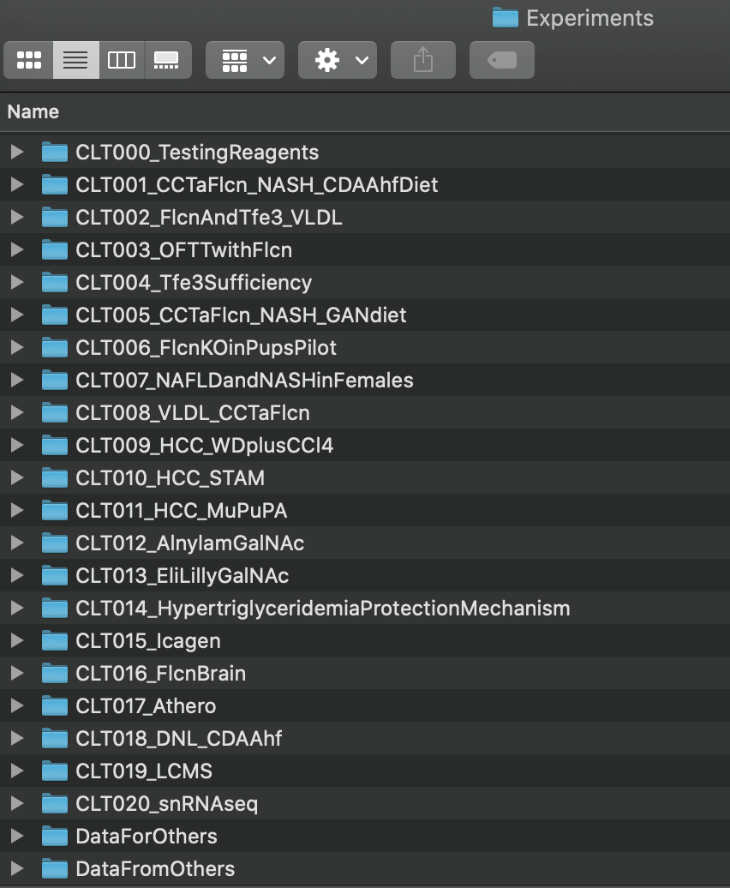 Experiments
Name
CLT000_TestingReagents
CLT001_CCTaFlcn_NASH_CDAAhfDiet
CLT002_FlcnAndTfe3_VLDL
CLT003_OFTTwithFlcn
CLT004_Tfe3Sufficiency
CLT005_CCTaFlcn_NASH_GANdiet
CLT006_FlcnKOinPupsPilot
CLT007_NAFLDandNASHinFemales
CLT008_VLDL_CCTaFlcn
CLT009_HCC_WDplusCCl4
CLT010_HCC_STAM
CLT011_HCC_MuPuPA
CLT012_AlnylamGalNAc
CLT013_EliLillyGalNAc
CLT014_HypertriglyceridemiaProtectionMechanism
CLT015_Icagen
CLT016_FlcnBrain
CLT017_Athero
CLT018_DNL_CDAAhf
CLT019_LCMS
CLT020_snRNAseq
DataForOthers
DataFromOthers